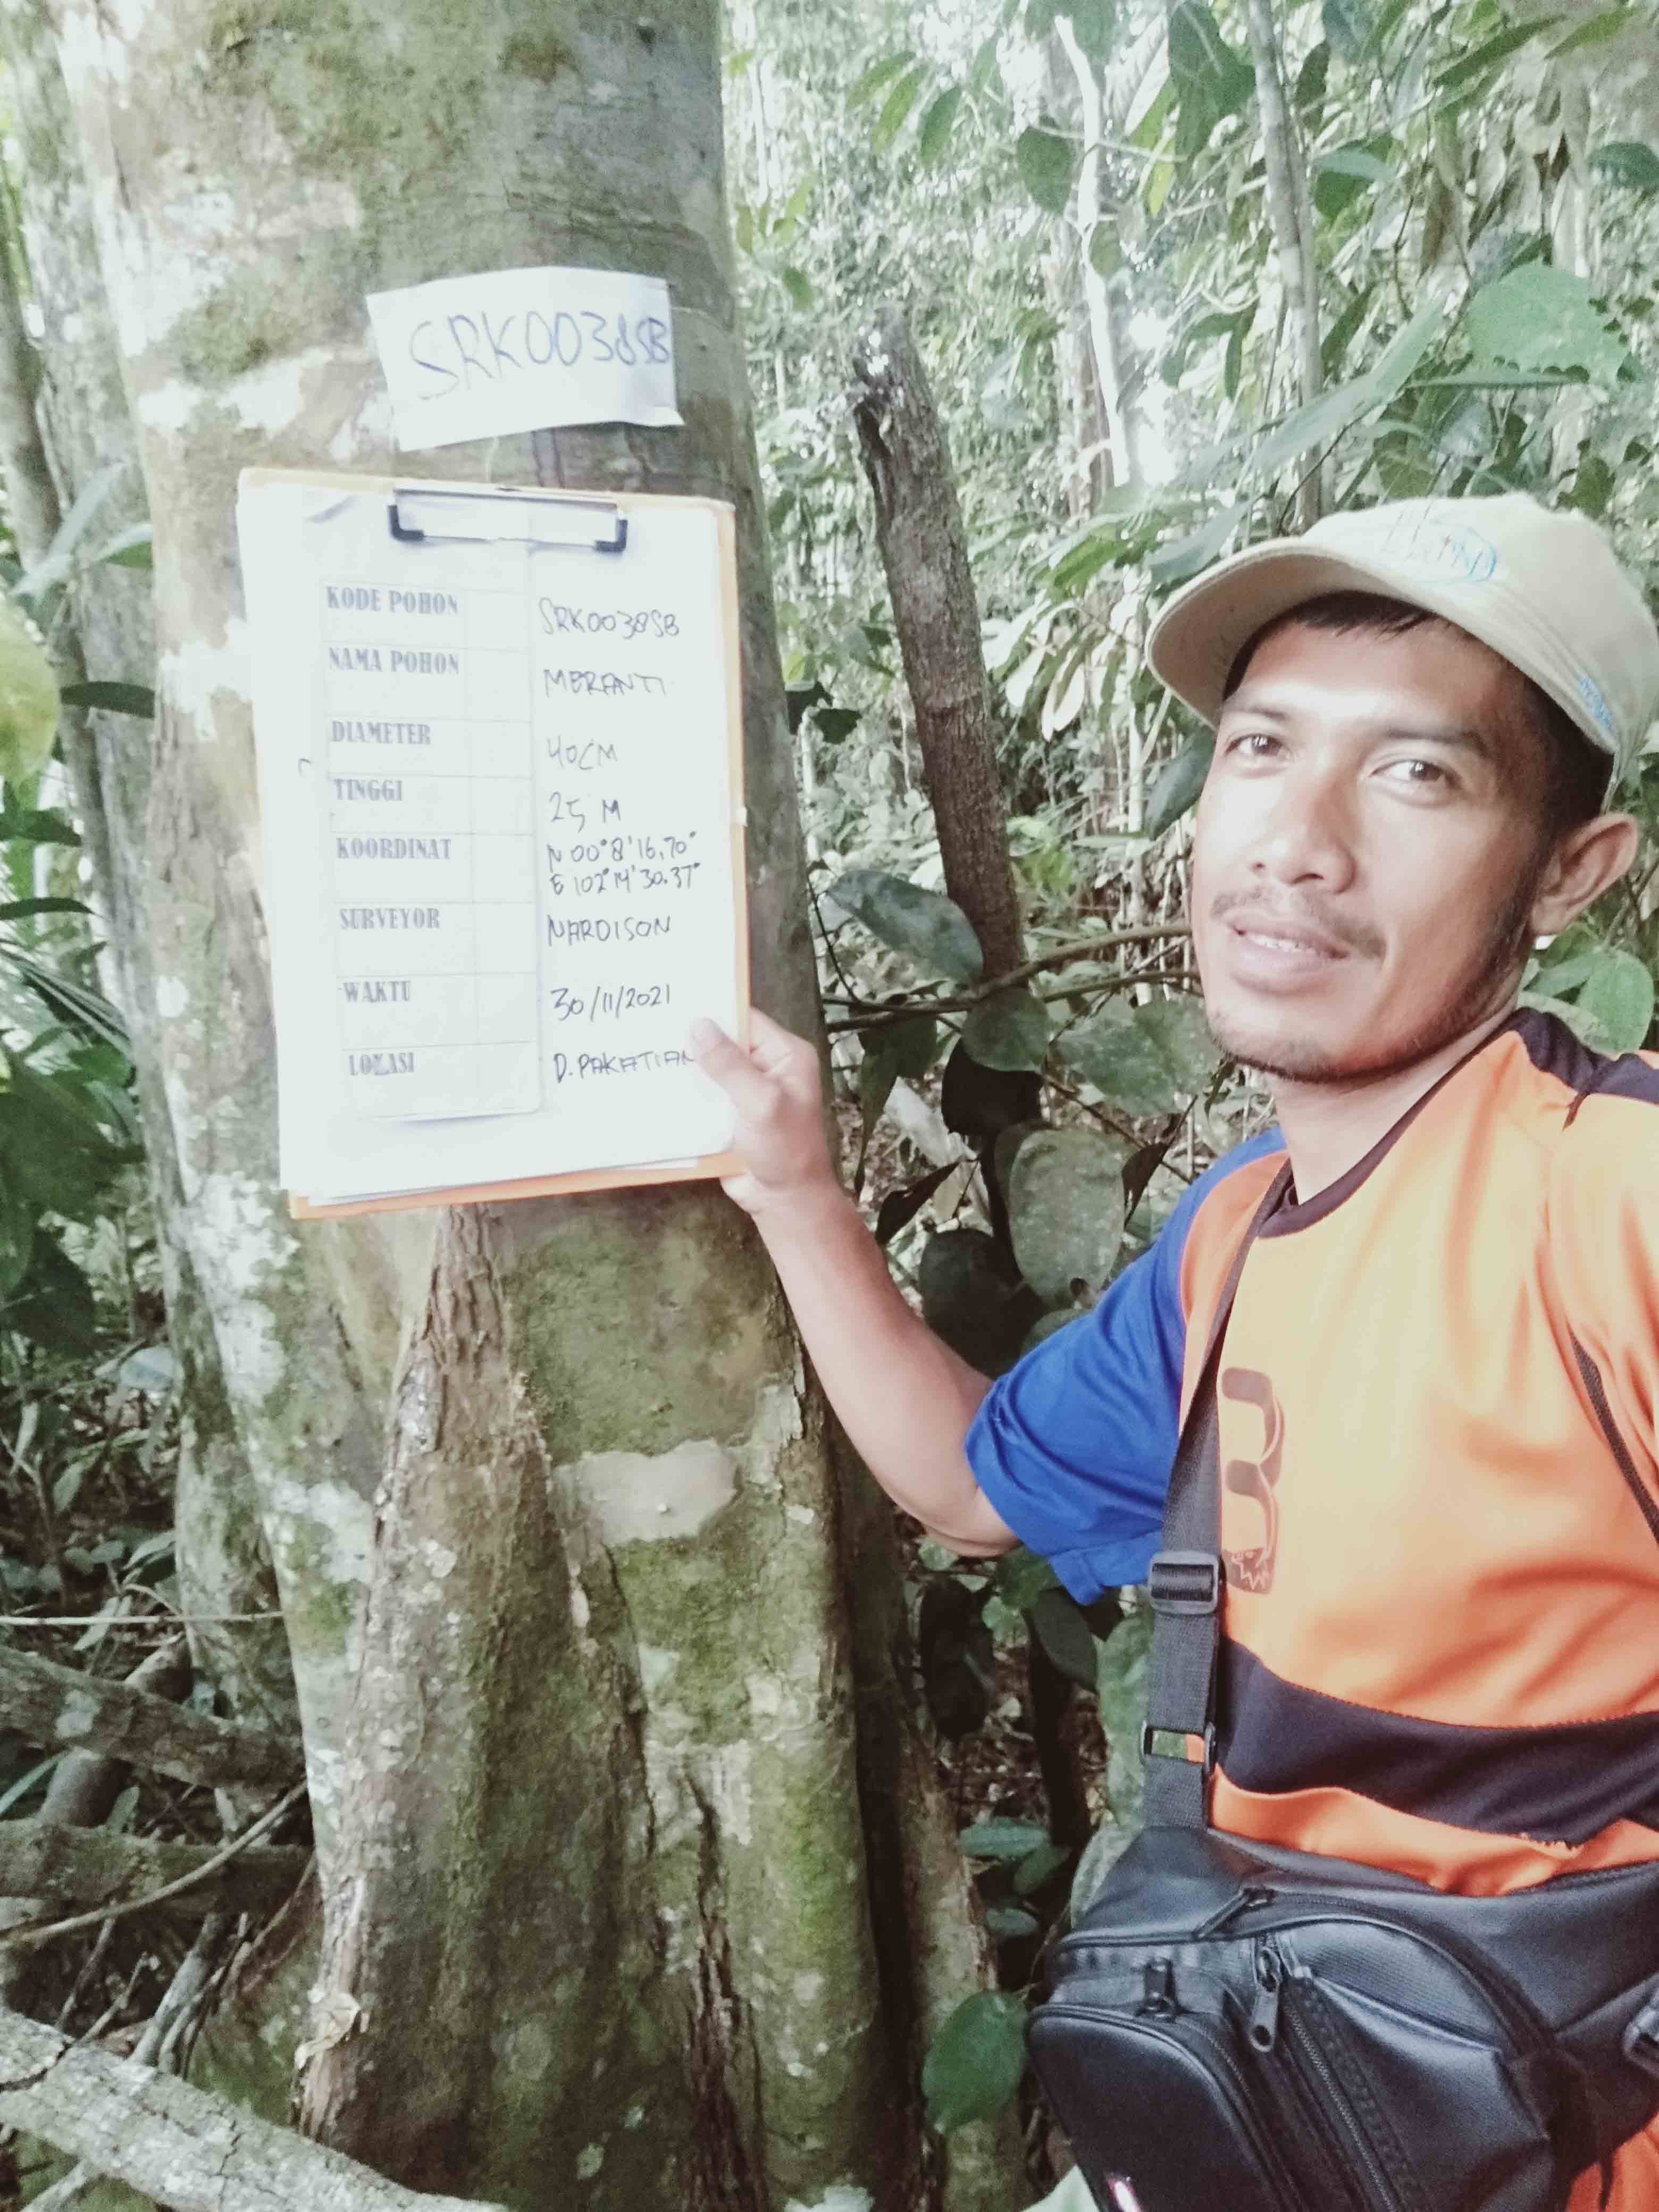 SRK0038SB
KODE POHON SRK0038SB
NAMA POHON MERANTI
DIAMETER 40CM
TINGGI 25 M
KOORDINAT N 00°8'16.70"
E 102°14'30.37"
SURVEYOR NARDISON
WAKTU 30/11/2021
LOKASI D. PAKATIAN